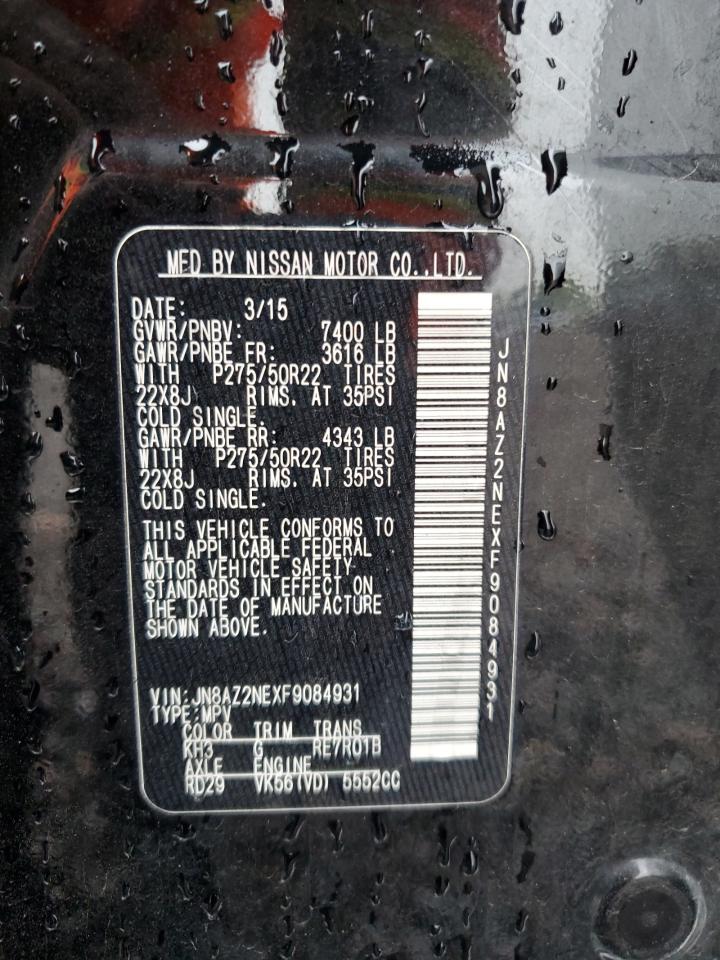 MFD BY NISSAN MOTOR CO.,LTD.
DATE: 3/15
GVWR/PNBV: 7400 LB
GAWR/PNBE FR: 3616 LB
WITH P275/50R22 TIRES
22X8J RIMS. AT 35PSI
COLD SINGLE.
GAWR/PNBE RR: 4343 LB
WITH P275/50R22 TIRES
22X8J RIMS. AT 35PSI
COLD SINGLE.
THIS VEHICLE CONFORMS TO
ALL APPLICABLE FEDERAL
MOTOR VEHICLE SAFETY
STANDARDS IN EFFECT ON
THE DATE OF MANUFACTURE
SHOWN ABOVE.
VIN:JN8AZ2NEXF9084931
TYPE:MPV
COLOR TRIM TRANS
KH3 G RE7R01B
AXLE ENGINE
RD29 VK56(VD) 5552CC
JN8AZ2NEXF9084931